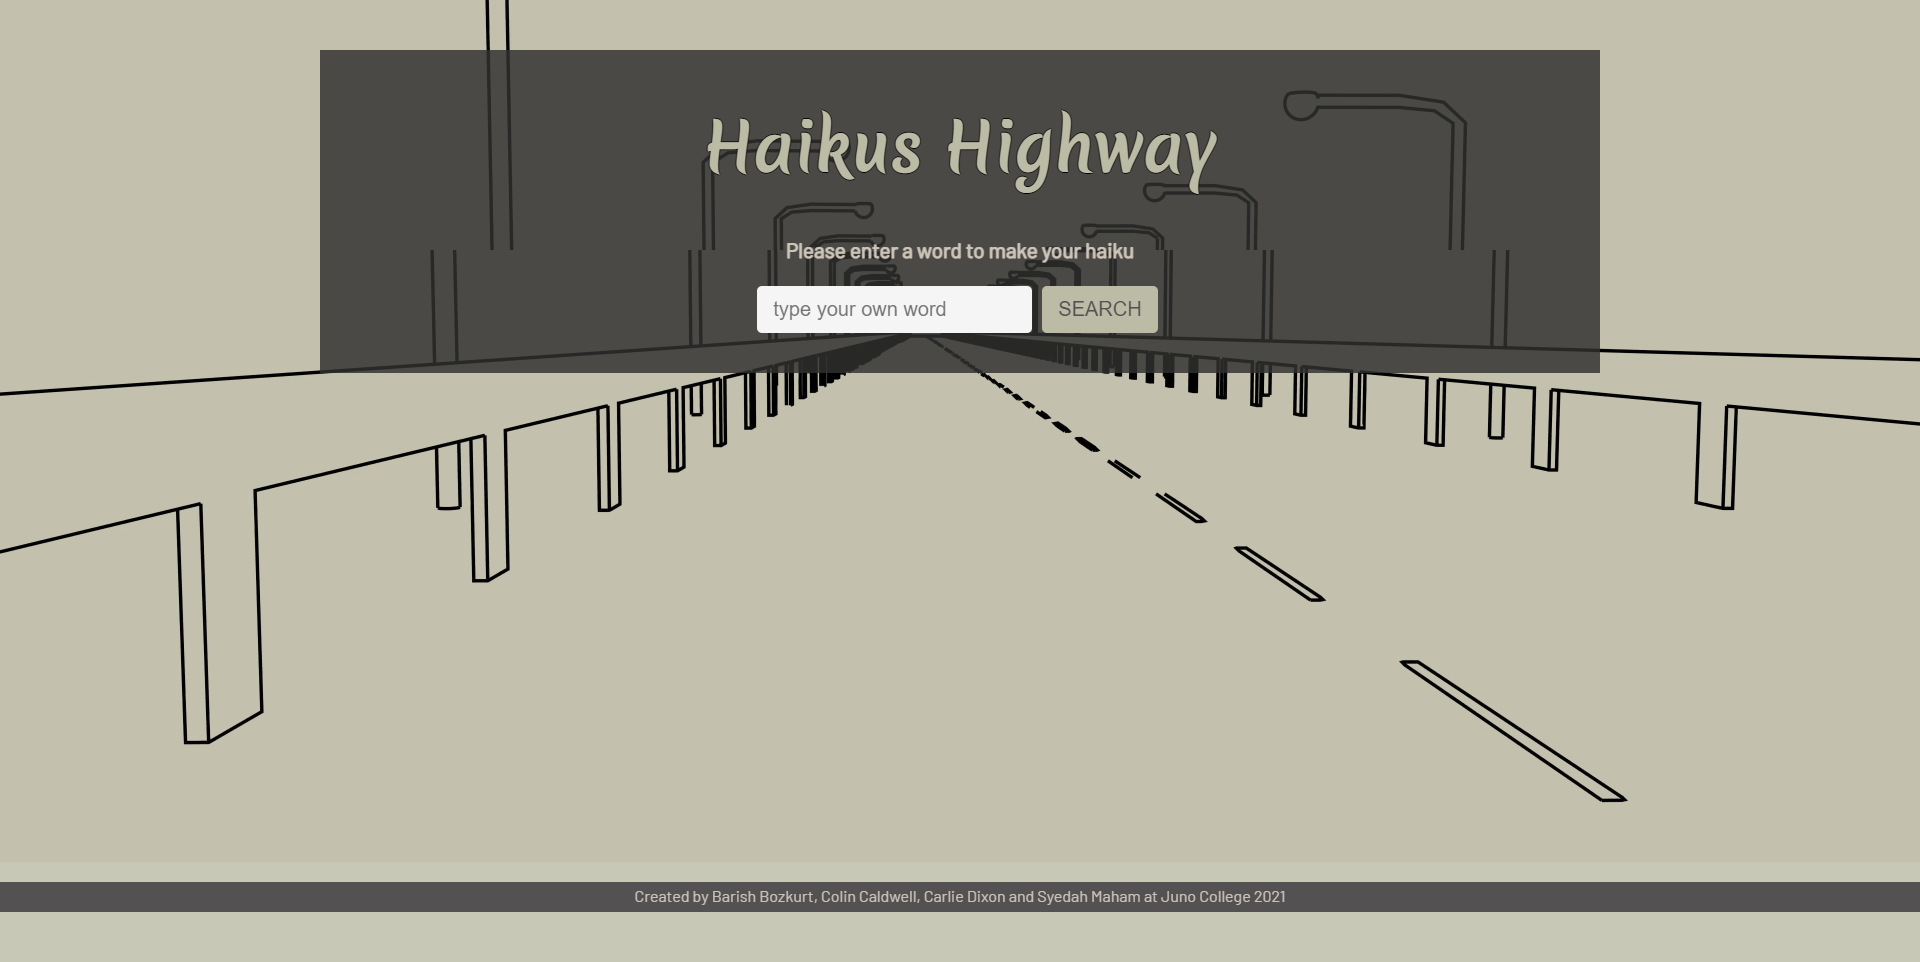 Haikus Highway
Please enter a word to make your haiku
type your own word
SEARCH
Created by Barish Bozkurt, Colin Caldwell, Carlie Dixon and Syedah Maham at Juno College 2021